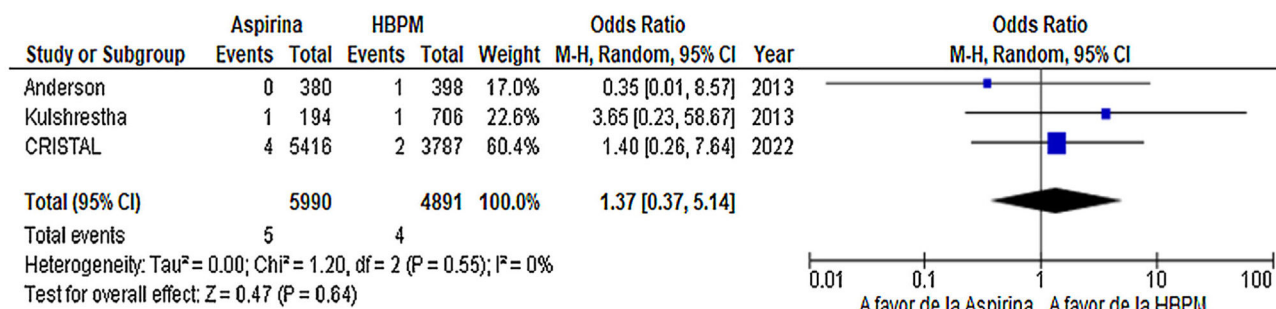 Aspirina HBPM Odds Ratio Odds Ratio
Study or Subgroup Events Total Events Total Weight M-H, Random, 95% CI Year M-H, Random, 95% CI
Anderson 0 380 1 398 17.0% 0.35 [0.01, 8.57] 2013
Kulshrestha 1 194 1 706 22.6% 3.65 [0.23, 58.67] 2013
CRISTAL 4 5416 2 3787 60.4% 1.40 [0.26, 7.64] 2022
Total (95% CI) 5990 4891 100.0% 1.37 [0.37, 5.14]
Total events 5 4
Heterogeneity: Tau² = 0.00; Chi² = 1.20, df = 2 (P = 0.55); I² = 0%
Test for overall effect: Z = 0.47 (P = 0.64)
0.01 0.1 1 10 100
A favor de la Aspirina A favor de la HBPM